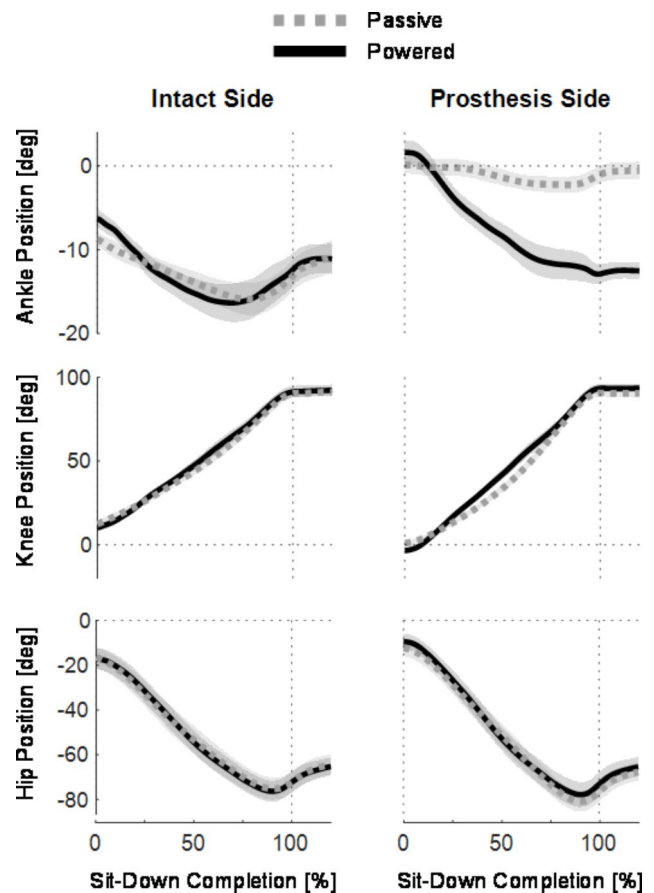 Passive
Powered
Intact Side
Prosthesis Side
Ankle Position [deg]
0
-10
-20
Knee Position [deg]
100
50
0
Hip Position [deg]
0
-20
-40
-60
-80
0 50 100
0 50 100
Sit-Down Completion [%]
Sit-Down Completion [%]